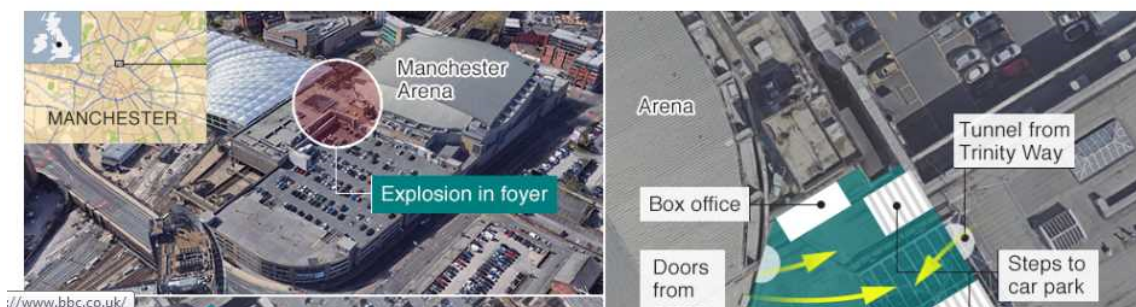 MANCHESTER
Manchester
Arena
Explosion in foyer
Arena
Tunnel from
Trinity Way
Box office
Doors
from
Steps to
car park
://www.bbc.co.uk/